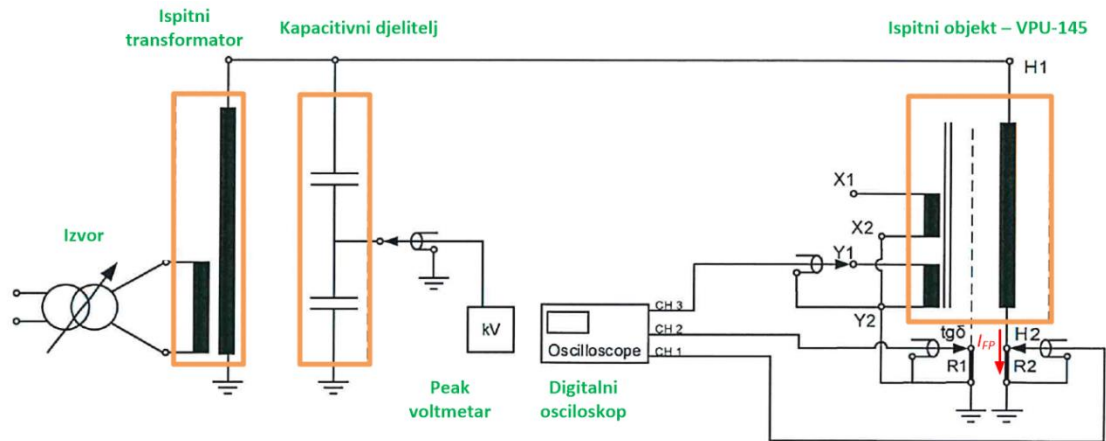 Ispitni
transformator
Kapacitivni djelitelj
Ispitni objekt – VPU-145
H1
X1
X2
Izvor
Y1
CH 3
kV
Y2
CH 2
Oscilloscope
CH 1
tgδ
I_FP
H2
R1
R2
Peak
voltmetar
Digitalni
osciloskop